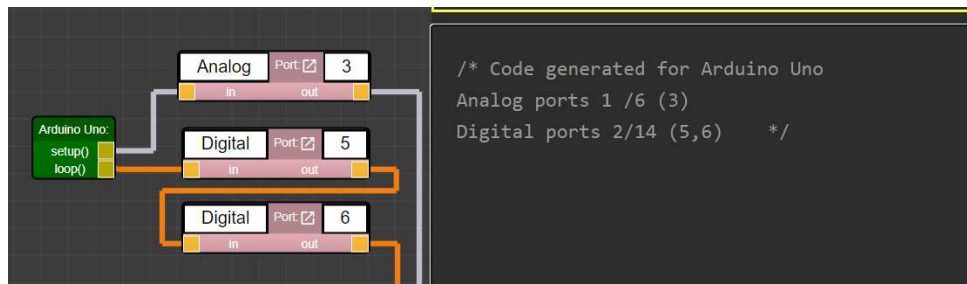 Analog Port: 3
in out
Arduino Uno:
setup()
loop()
Digital Port: 5
in out
Digital Port: 6
in out
/* Code generated for Arduino Uno
Analog ports 1 /6 (3)
Digital ports 2/14 (5,6) */